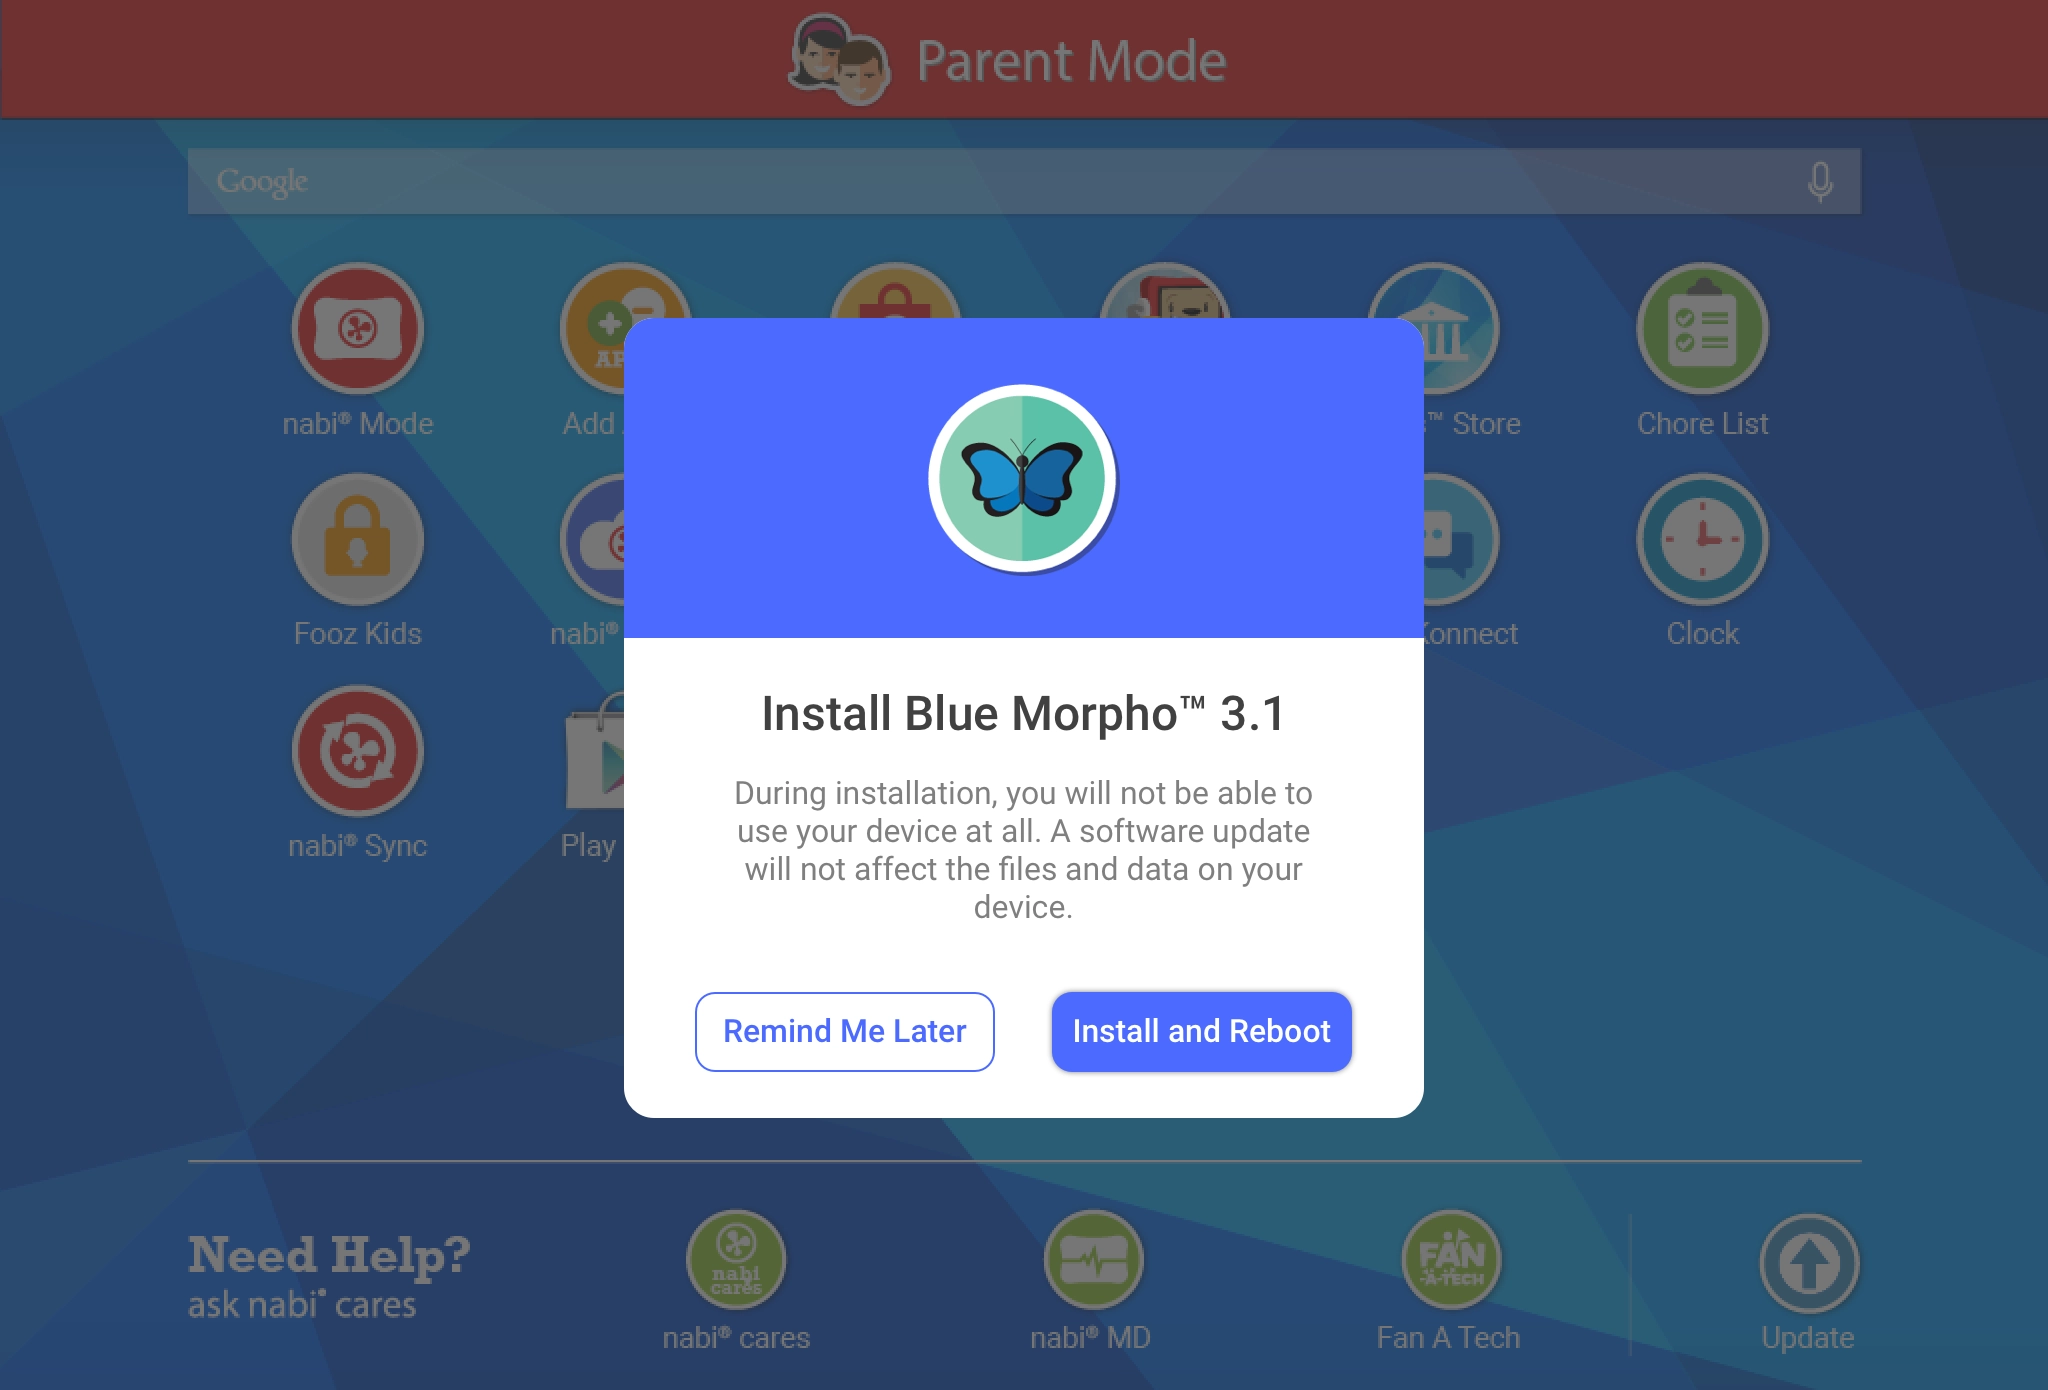 Parent Mode
Google
AP
nabi® Mode
Add
™ Store
Chore List
Fooz Kids
nabi®
Konnect
Clock
Install Blue Morpho™ 3.1
During installation, you will not be able to
use your device at all. A software update
will not affect the files and data on your
device.
nabi® Sync
Play
Remind Me Later
Install and Reboot
Need Help?
ask nabi® cares
nabi
cares
nabi® cares
nabi® MD
FAN
-A-TECH
Fan A Tech
Update